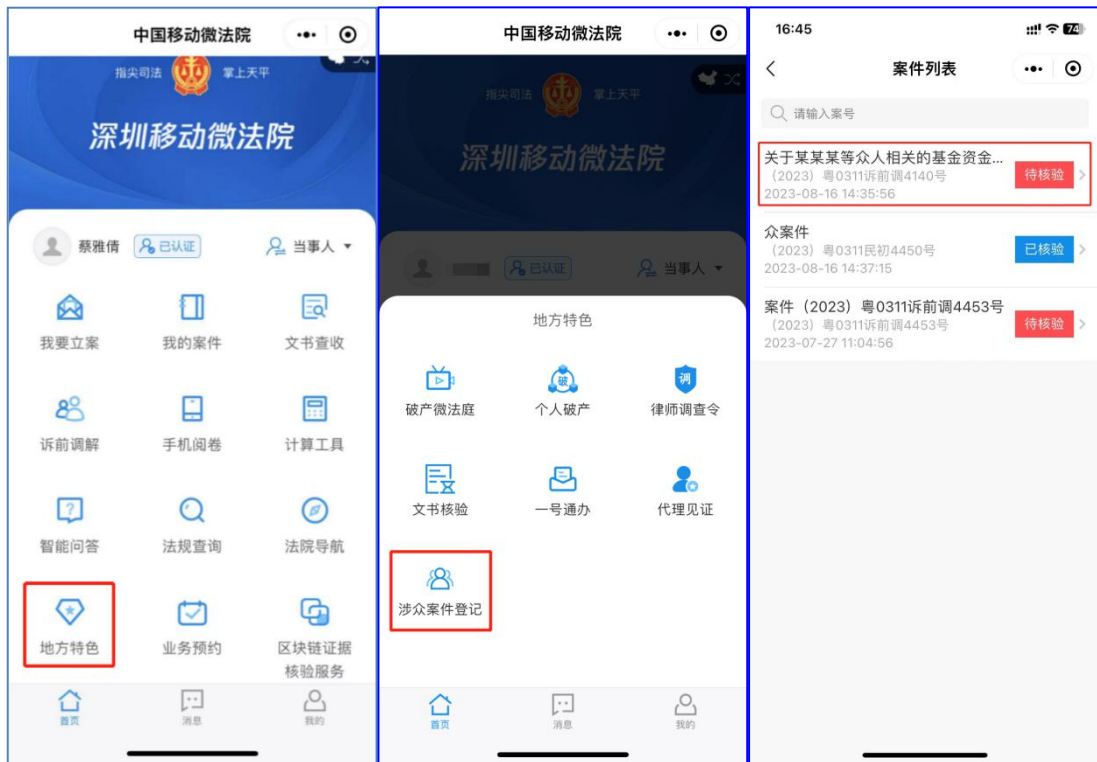 中国移动微法院
指尖司法 掌上天平
深圳移动微法院
蔡雅倩 已认证 当事人
我要立案 我的案件 文书查收
诉前调解 手机阅卷 计算工具
智能问答 法规查询 法院导航
地方特色 业务预约 区块链证据
核验服务
首页 消息 我的
中国移动微法院
指尖司法 掌上天平
深圳移动微法院
已认证 当事人
地方特色
破产微法庭 个人破产 律师调查令
破
调
文书核验 一号通办 代理见证
涉众案件登记
首页 消息 我的
16:45 74
案件列表
请输入案号
关于某某某等众人相关的基金资金...
(2023)粤0311诉前调4140号 待核验
2023-08-16 14:35:56
众案件
(2023)粤0311民初4450号 已核验
2023-08-16 14:37:15
案件(2023)粤0311诉前调4453号
(2023)粤0311诉前调4453号 待核验
2023-07-27 11:04:56